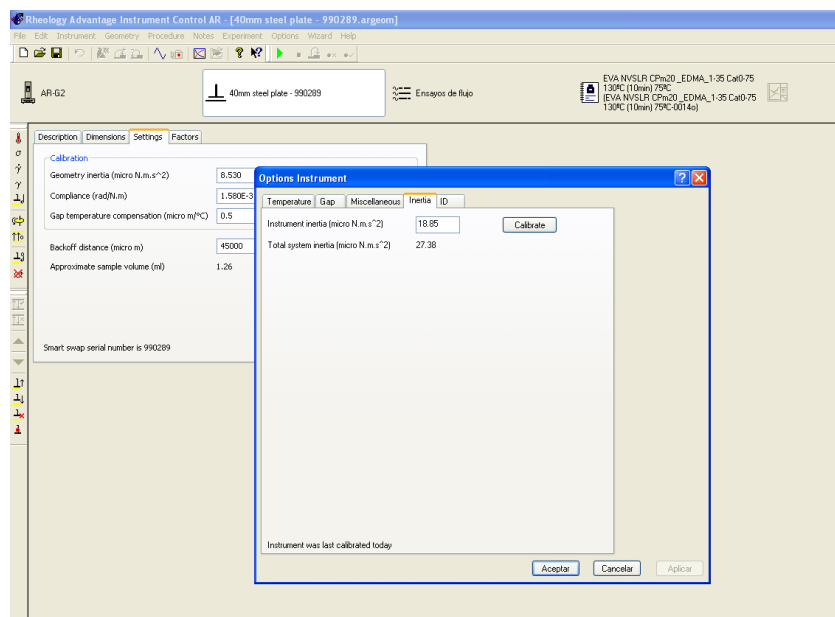 Rheology Advantage Instrument Control AR - [40mm steel plate - 990289.argeom]
File Edit Instrument Geometry Procedure Notes Experiment Options Wizard Help
AR-G2
40mm steel plate - 990289
Ensayos de flujo
EVA NVSLR CPm20 _EDMA_1-35 Cat0-75
130ºC (10min) 75ºC
(EVA NVSLR CPm20 _EDMA_1-35 Cat0-75
130ºC (10min) 75ºC-0014o)
Description Dimensions Settings Factors
Calibration
Geometry inertia (micro N.m.s^2) 8.530
Compliance (rad/N.m) 1.580E-3
Gap temperature compensation (micro m/ºC) 0.5
Backoff distance (micro m) 45000
Approximate sample volume (ml) 1.26
Smart swap serial number is 990289
Options Instrument
Temperature Gap Miscellaneous Inertia ID
Instrument inertia (micro N.m.s^2) 18.85 Calibrate
Total system inertia (micro N.m.s^2) 27.38
Instrument was last calibrated today
Aceptar Cancelar Aplicar